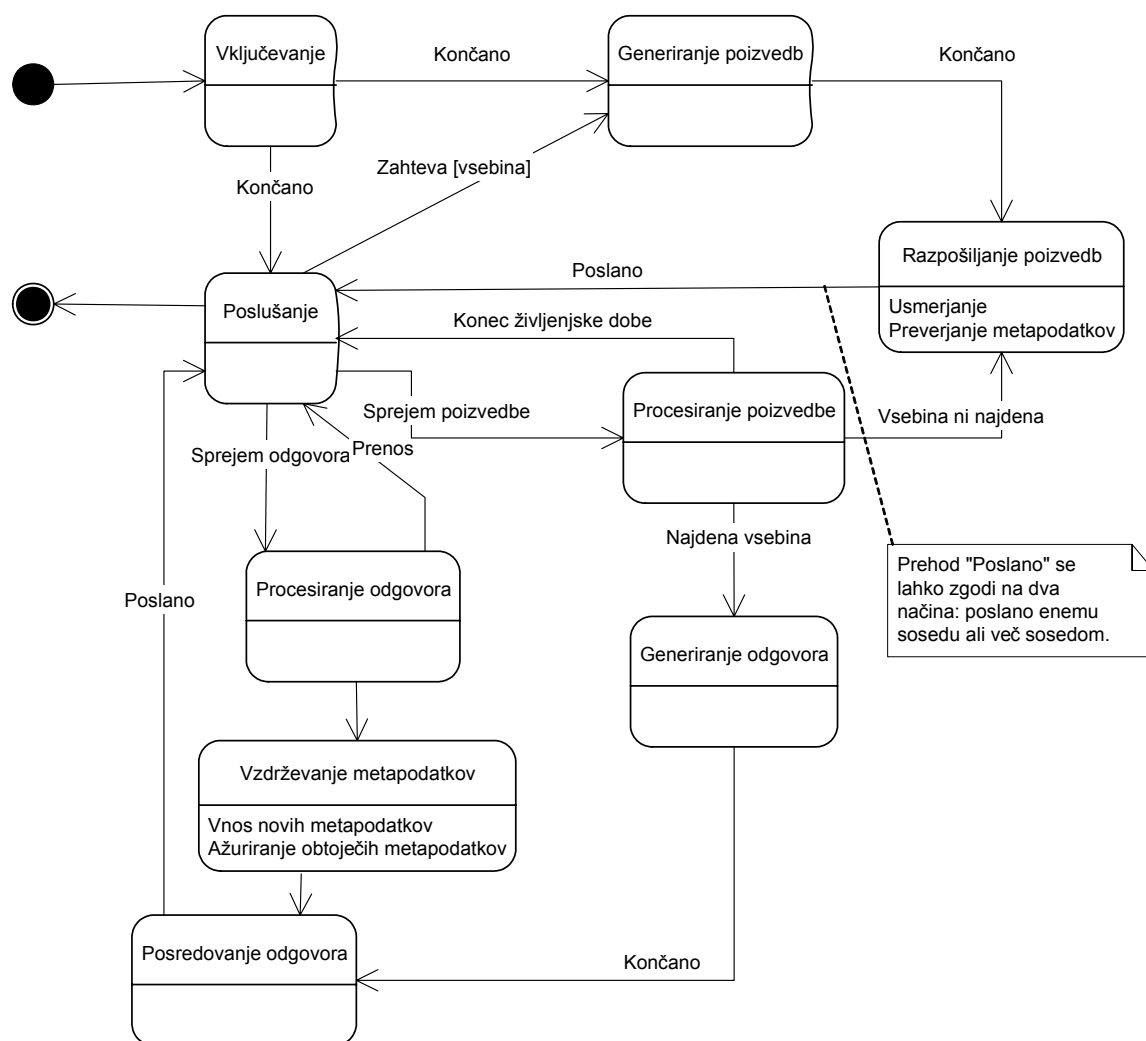 Vključevanje
Končano
Generiranje poizvedb
Končano
Končano
Zahteva [vsebina]
Razpošiljanje poizvedb
Usmerjanje
Preverjanje metapodatkov
Poslano
Poslušanje
Konec življenjske dobe
Sprejem poizvedbe
Procesiranje poizvedbe
Vsebina ni najdena
Sprejem odgovora
Prenos
Najdena vsebina
Prehod "Poslano" se
lahko zgodi na dva
načina: poslano enemu
sosedu ali več sosedom.
Poslano
Procesiranje odgovora
Generiranje odgovora
Vzdrževanje metapodatkov
Vnos novih metapodatkov
Ažuriranje obtoječih metapodatkov
Posredovanje odgovora
Končano